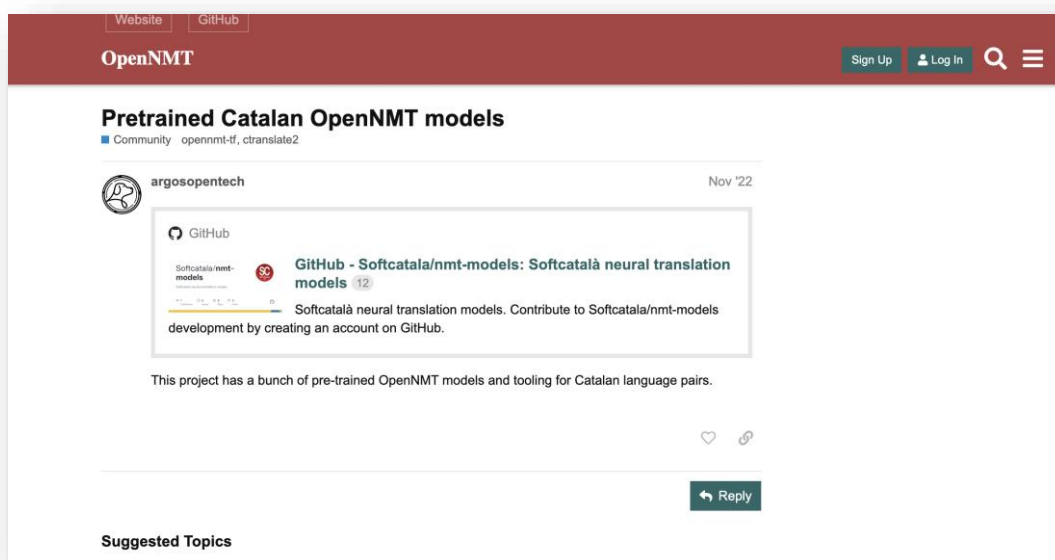 Website GitHub
OpenNMT
Sign Up Log In
Pretrained Catalan OpenNMT models
Community opennmt-tf, ctranslate2
argosopentech Nov '22
GitHub
Softcatala/nmt-models
SC
GitHub - Softcatala/nmt-models: Softcatalà neural translation
models 12
Softcatalà neural translation models. Contribute to Softcatala/nmt-models
development by creating an account on GitHub.
This project has a bunch of pre-trained OpenNMT models and tooling for Catalan language pairs.
Reply
Suggested Topics